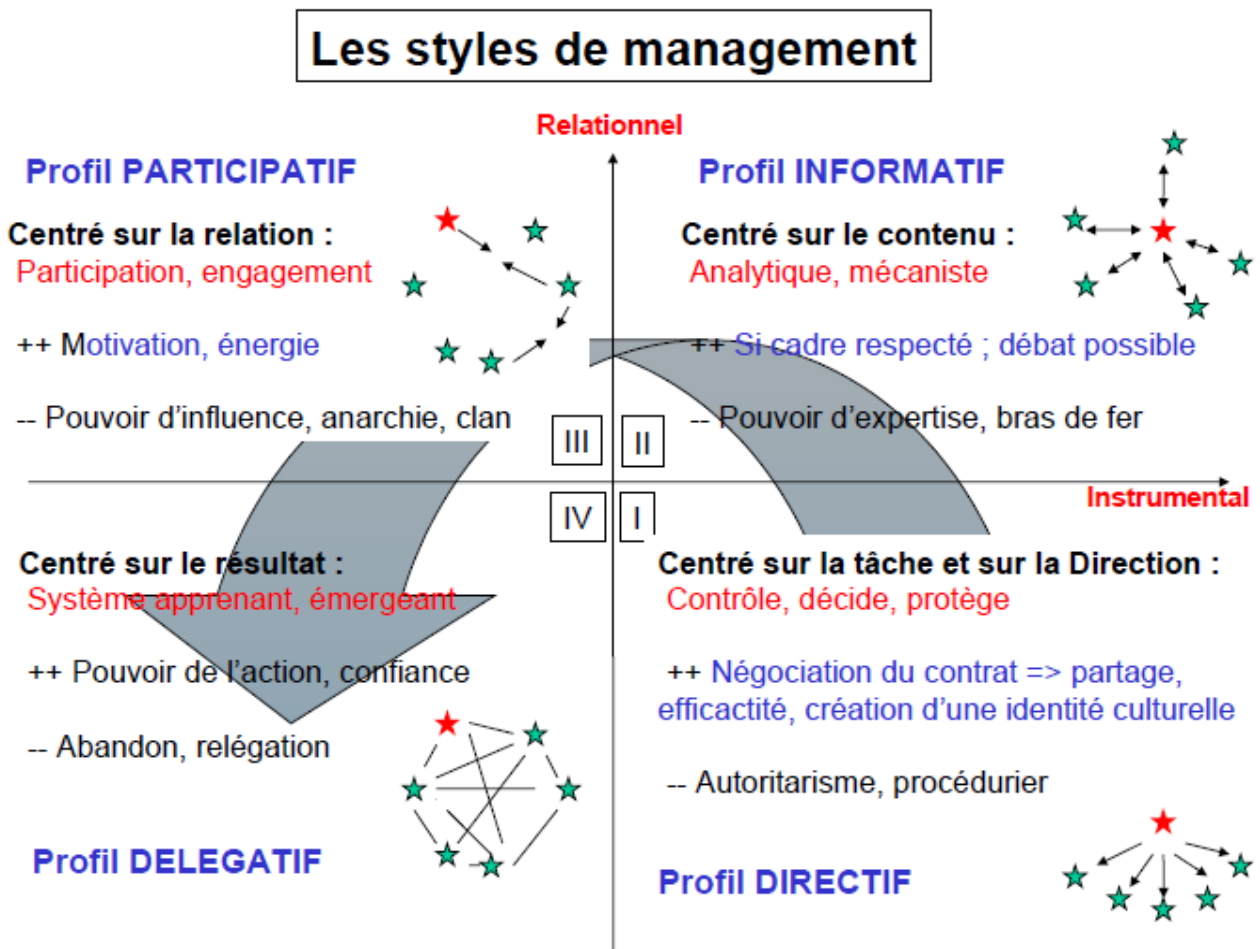 Les styles de management
Relationnel
Profil PARTICIPATIF
Centré sur la relation :
Participation, engagement
++ Motivation, énergie
-- Pouvoir d'influence, anarchie, clan
III
Profil INFORMATIF
Centré sur le contenu :
Analytique, mécaniste
++ Si cadre respecté ; débat possible
-- Pouvoir d'expertise, bras de fer
II
Instrumental
IV
Centré sur le résultat :
Système apprenant, émergeant
++ Pouvoir de l'action, confiance
-- Abandon, relégation
Profil DELEGATIF
I
Centré sur la tâche et sur la Direction :
Contrôle, décide, protège
++ Négociation du contrat => partage,
efficactité, création d'une identité culturelle
-- Autoritarisme, procédurier
Profil DIRECTIF